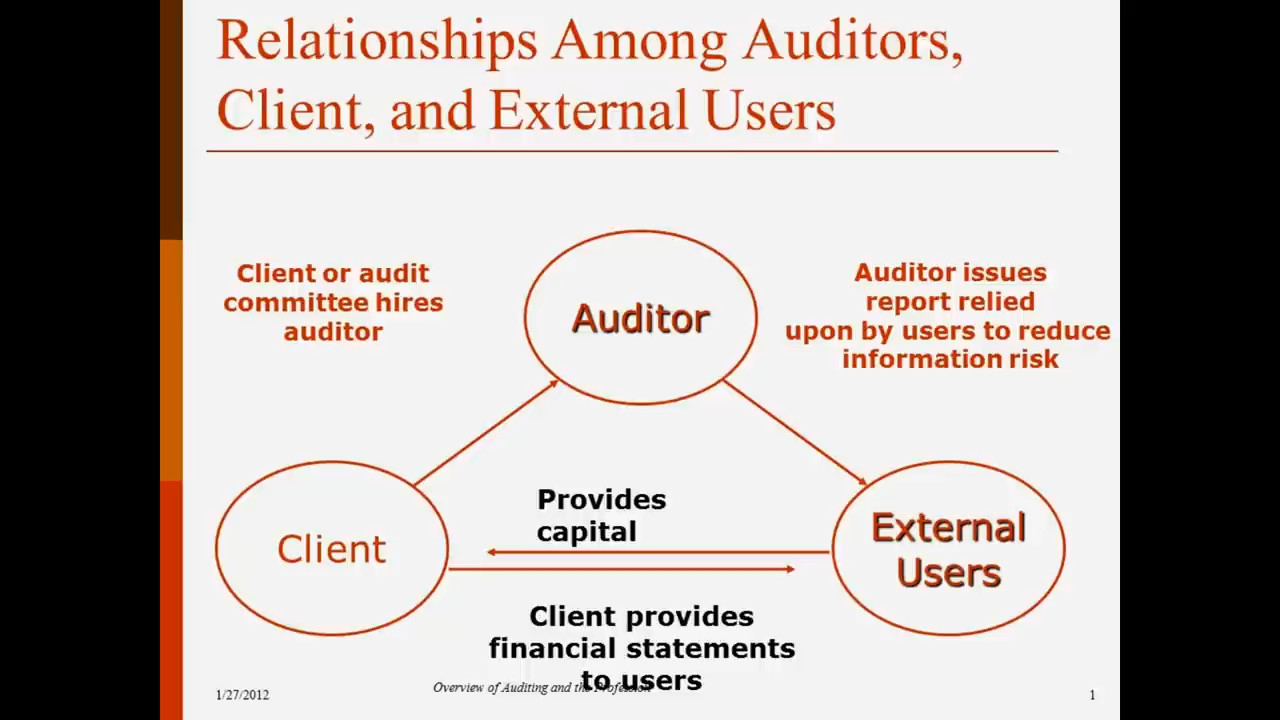 Relationships Among Auditors,
Client, and External Users
Client or audit
committee hires
auditor
Auditor
Auditor issues
report relied
upon by users to reduce
information risk
Provides
capital
Client
External
Users
Client provides
financial statements
to users
1/27/2012
Overview of Auditing and the Profession
1